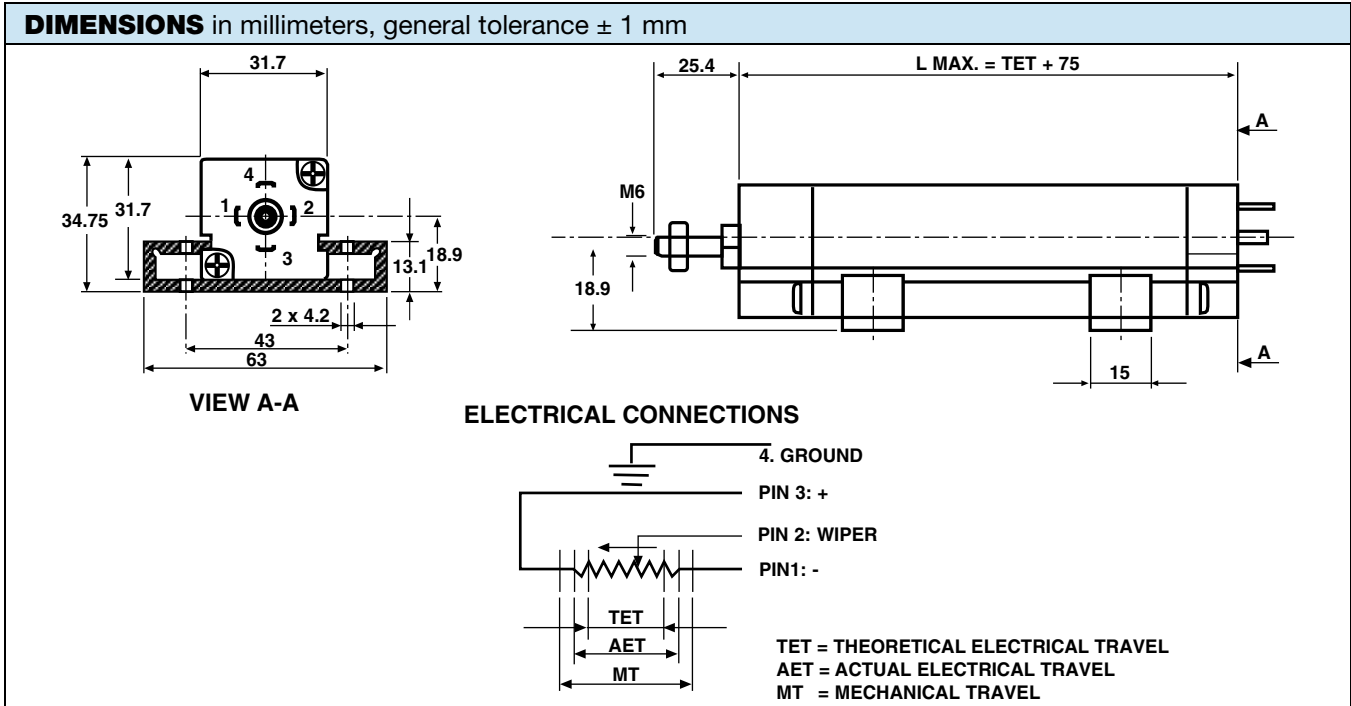 DIMENSIONS in millimeters, general tolerance ± 1 mm
31.7
4
1
2
3
34.75
31.7
13.1
18.9
2 x 4.2
43
63
VIEW A-A
25.4
L MAX. = TET + 75
A
M6
18.9
15
A
ELECTRICAL CONNECTIONS
4. GROUND
PIN 3: +
PIN 2: WIPER
PIN1: -
TET
AET
MT
TET = THEORETICAL ELECTRICAL TRAVEL
AET = ACTUAL ELECTRICAL TRAVEL
MT = MECHANICAL TRAVEL